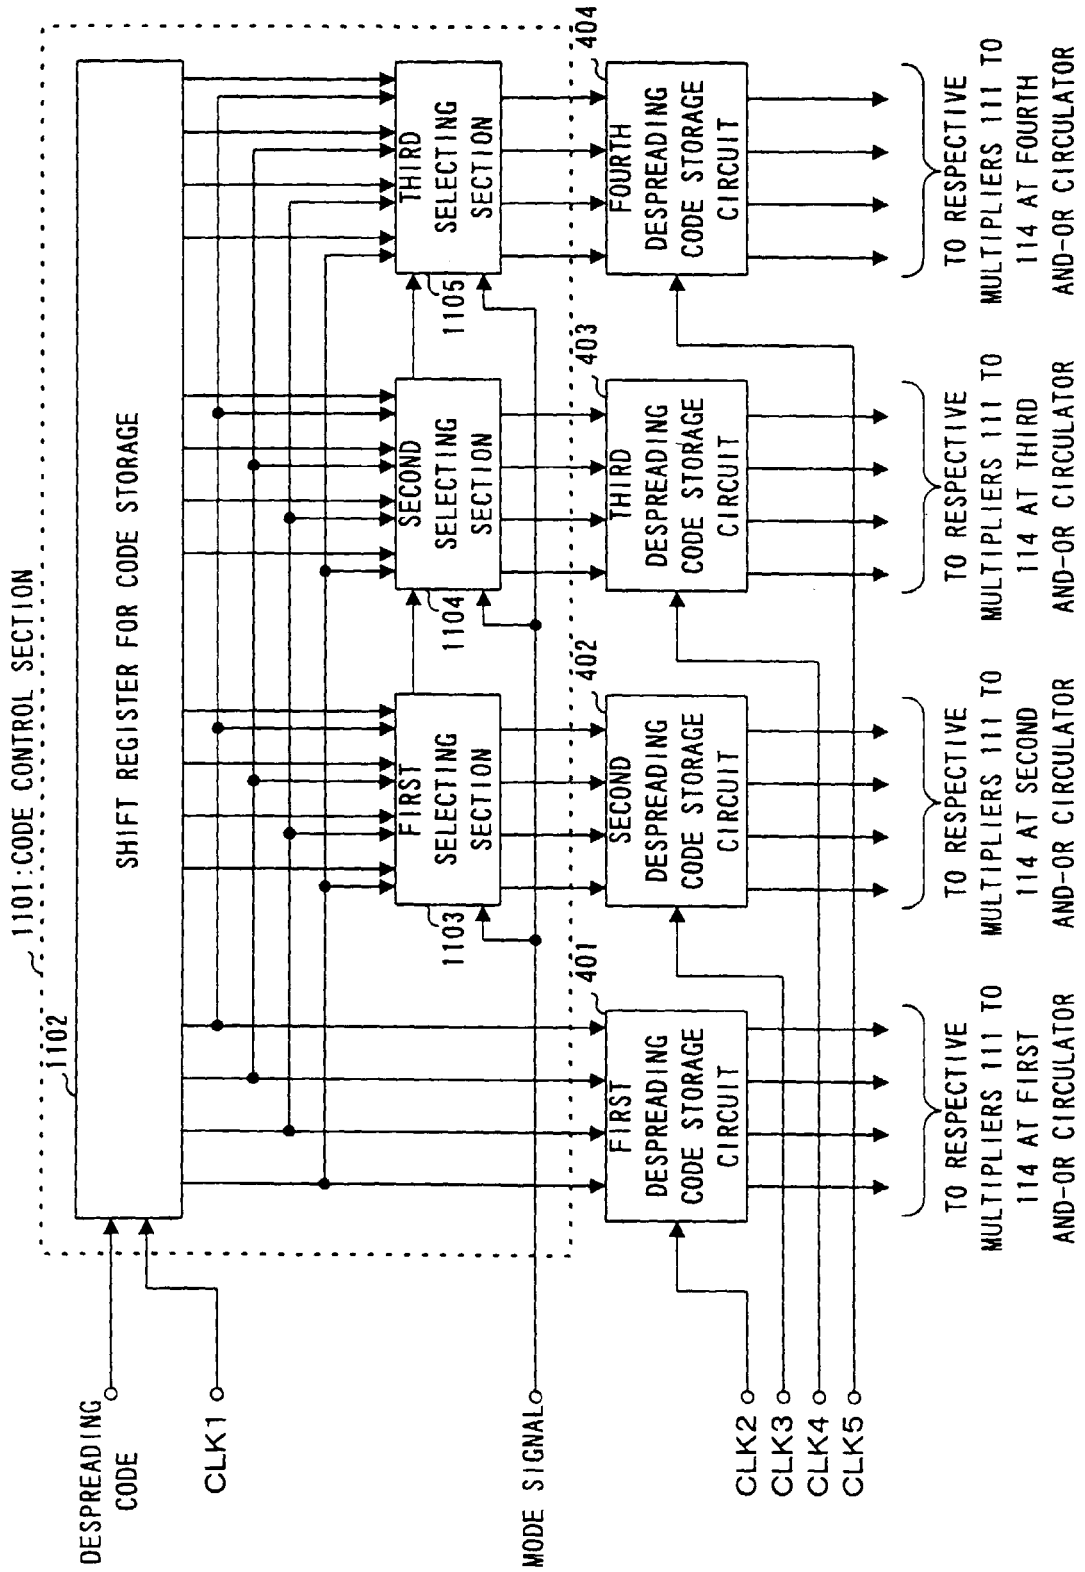 1101:CODE CONTROL SECTION
1102
SHIFT REGISTER FOR CODE STORAGE
DESPREADING
CODE
CLK1
FIRST
SELECTING
SECTION
1103
SECOND
SELECTING
SECTION
1104
THIRD
SELECTING
SECTION
1105
MODE SIGNAL
401
FIRST
DESPREADING
CODE STORAGE
CIRCUIT
402
SECOND
DESPREADING
CODE STORAGE
CIRCUIT
403
THIRD
DESPREADING
CODE STORAGE
CIRCUIT
404
FOURTH
DESPREADING
CODE STORAGE
CIRCUIT
CLK2
CLK3
CLK4
CLK5
TO RESPECTIVE
MULTIPLIERS 111 TO
114 AT FIRST
AND-OR CIRCULATOR
TO RESPECTIVE
MULTIPLIERS 111 TO
114 AT SECOND
AND-OR CIRCULATOR
TO RESPECTIVE
MULTIPLIERS 111 TO
114 AT THIRD
AND-OR CIRCULATOR
TO RESPECTIVE
MULTIPLIERS 111 TO
114 AT FOURTH
AND-OR CIRCULATOR